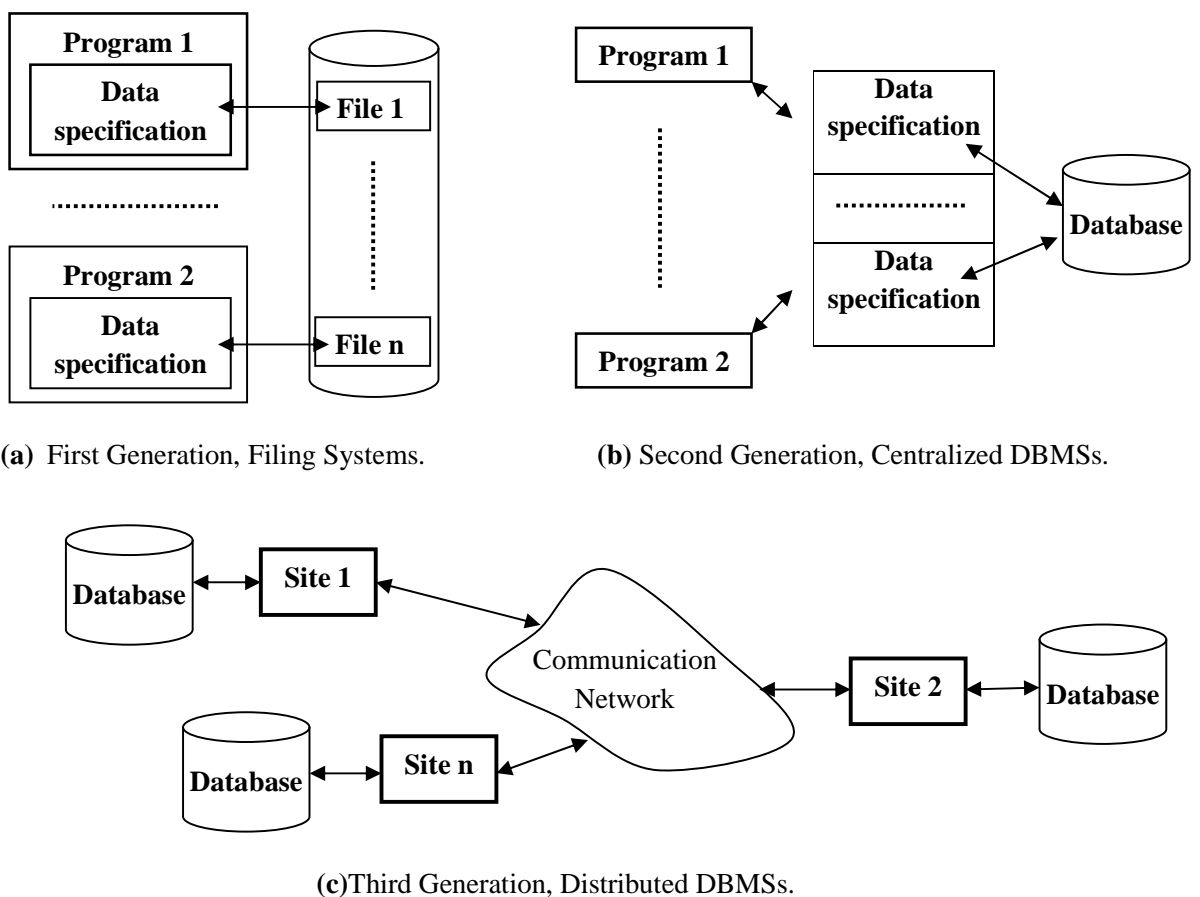 Program 1
Data
specification
File 1
Program 2
Data
specification
File n
(a) First Generation, Filing Systems.
Program 1
Data
specification
Database
Data
specification
Program 2
(b) Second Generation, Centralized DBMSs.
Database
Site 1
Communication
Network
Site 2
Database
Database
Site n
(c)Third Generation, Distributed DBMSs.